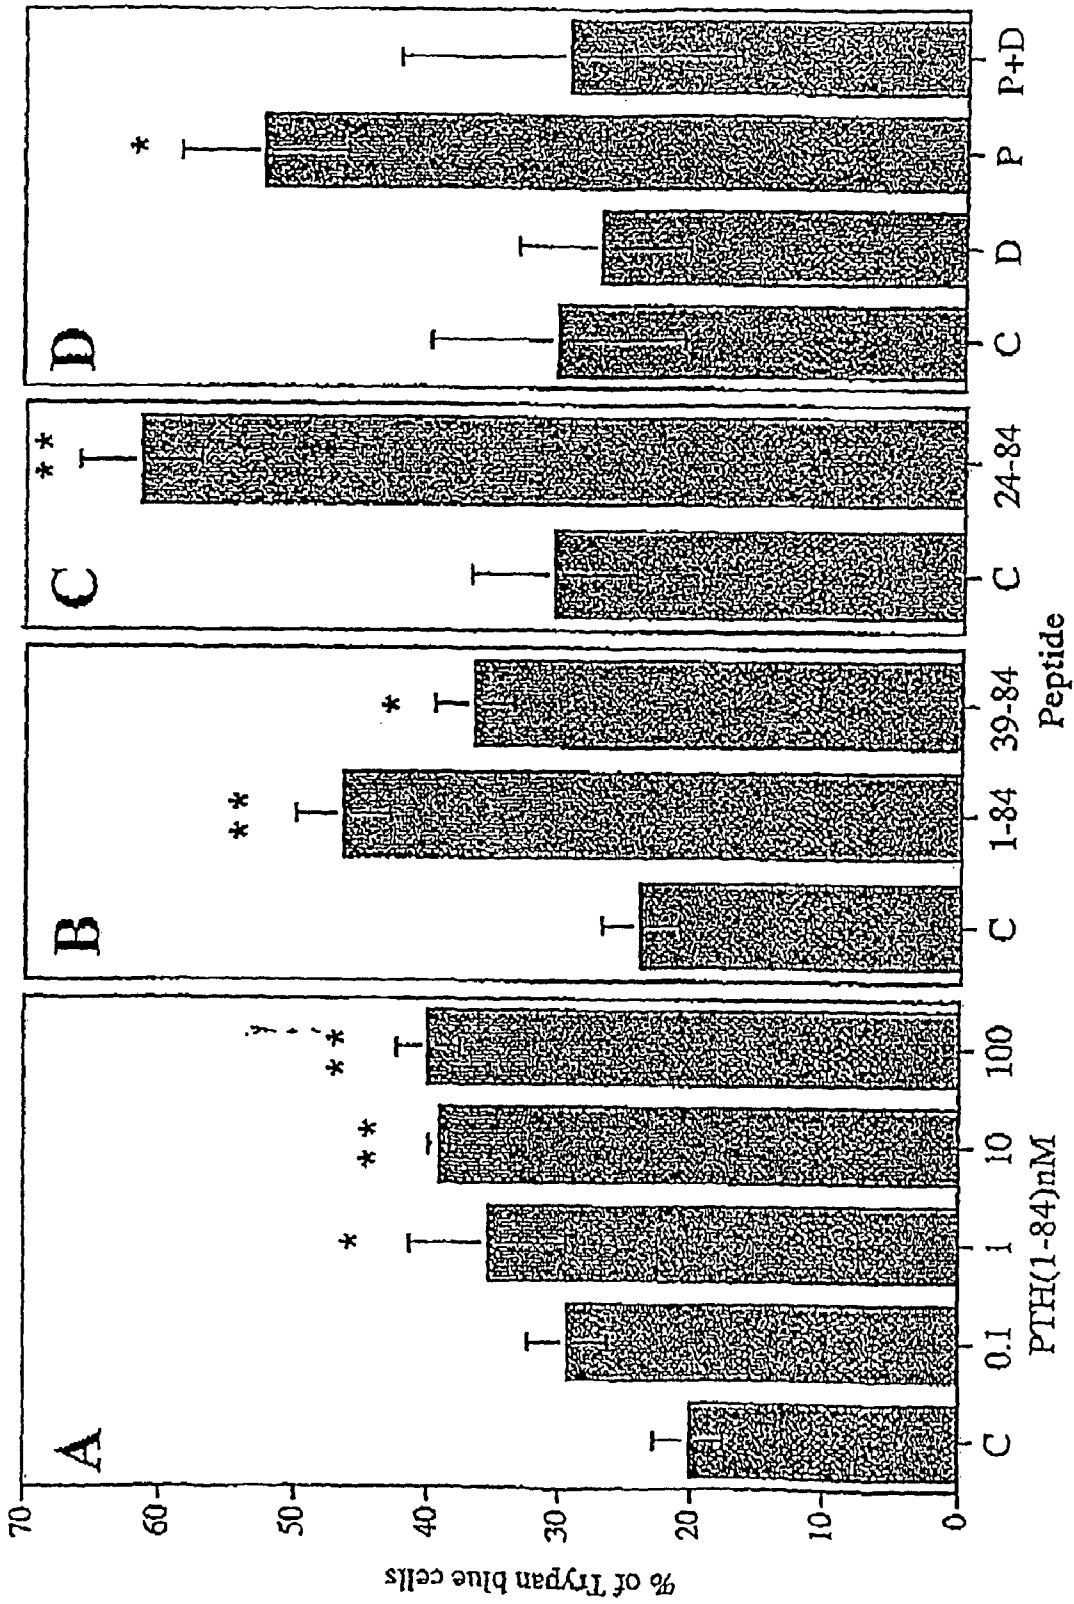 % of Trypan blue cells
70
60
50
40
30
20
10
0
A
* * * * *
C 0.1 1 10 100
PTH(1-84)nM
B
* * *
C 1-84 39-84
C
* *
C 24-84
Peptide
D
*
C D P P+D